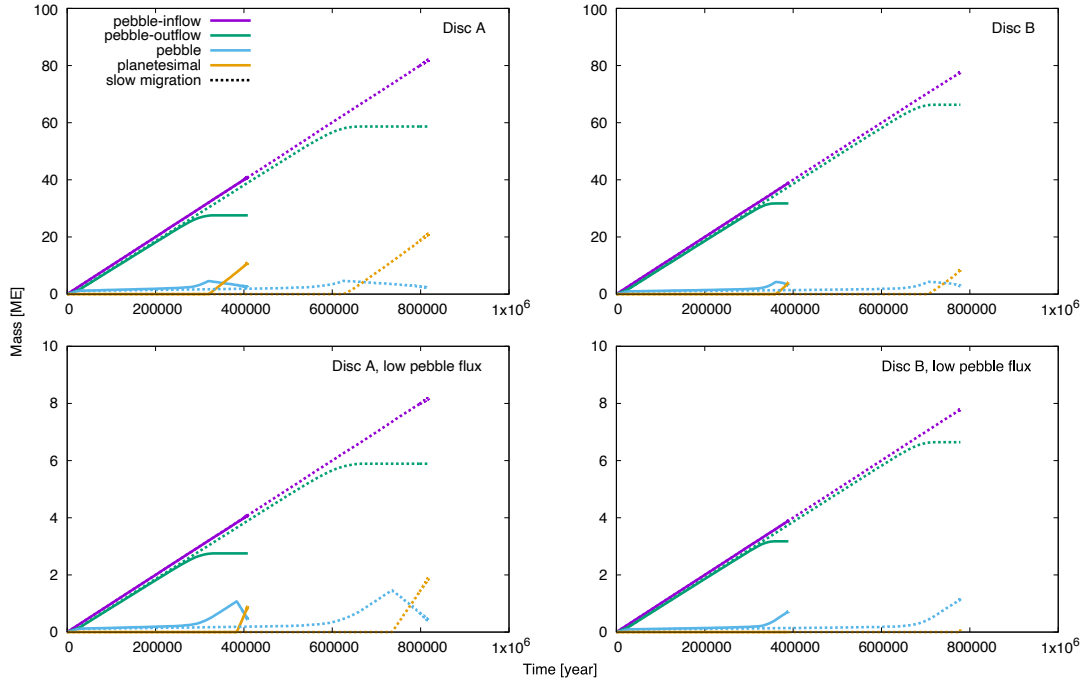 Disc A
pebble-inflow
pebble-outflow
pebble
planetesimal
slow migration
100
80
60
40
20
0
0
200000
400000
600000
800000
1x10^6
Disc B
100
80
60
40
20
0
0
200000
400000
600000
800000
1x10^6
Mass [ME]
Disc A, low pebble flux
10
8
6
4
2
0
0
200000
400000
600000
800000
1x10^6
Disc B, low pebble flux
10
8
6
4
2
0
0
200000
400000
600000
800000
1x10^6
Time [year]